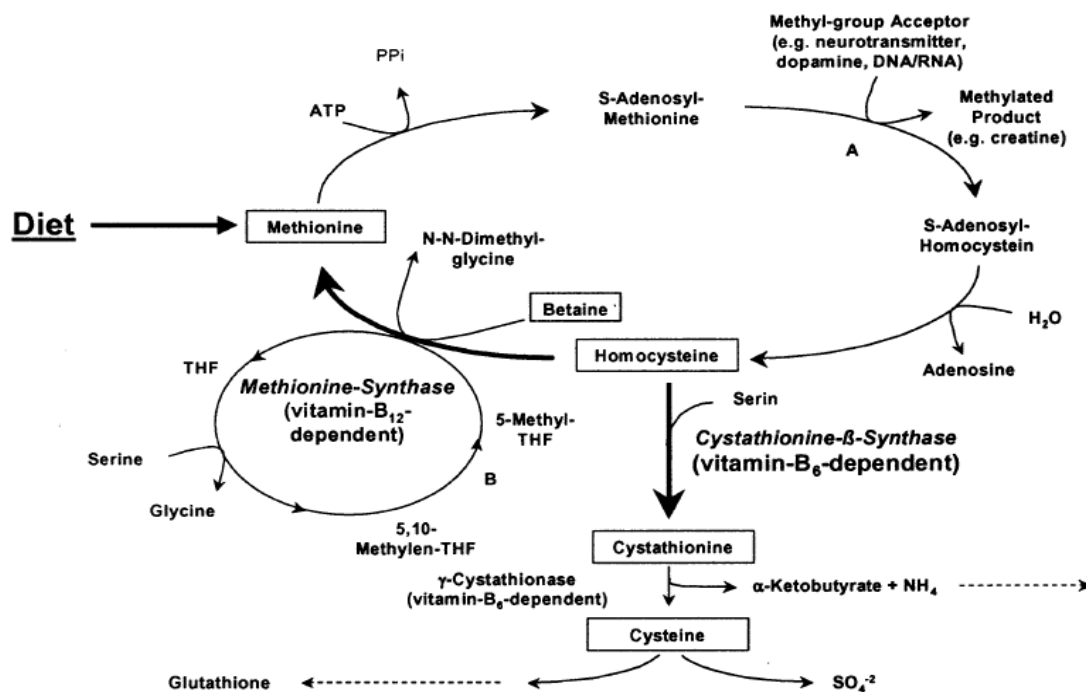 Methyl-group Acceptor
(e.g. neurotransmitter,
dopamine, DNA/RNA)
PPi
ATP
S-Adenosyl-
Methionine
Methylated
Product
(e.g. creatine)
A
Diet
Methionine
N-N-Dimethyl-
glycine
S-Adenosyl-
Homocystein
Betaine
H₂O
Homocysteine
Adenosine
THF
Methionine-Synthase
(vitamin-B₁₂-
dependent)
5-Methyl-
THF
Serin
Cystathionine-ß-Synthase
(vitamin-B₆-dependent)
Serine
B
Glycine
5,10-
Methylen-THF
Cystathionine
γ-Cystathionase
(vitamin-B₆-dependent)
α-Ketobutyrate + NH₄
Cysteine
Glutathione
SO₄⁻²